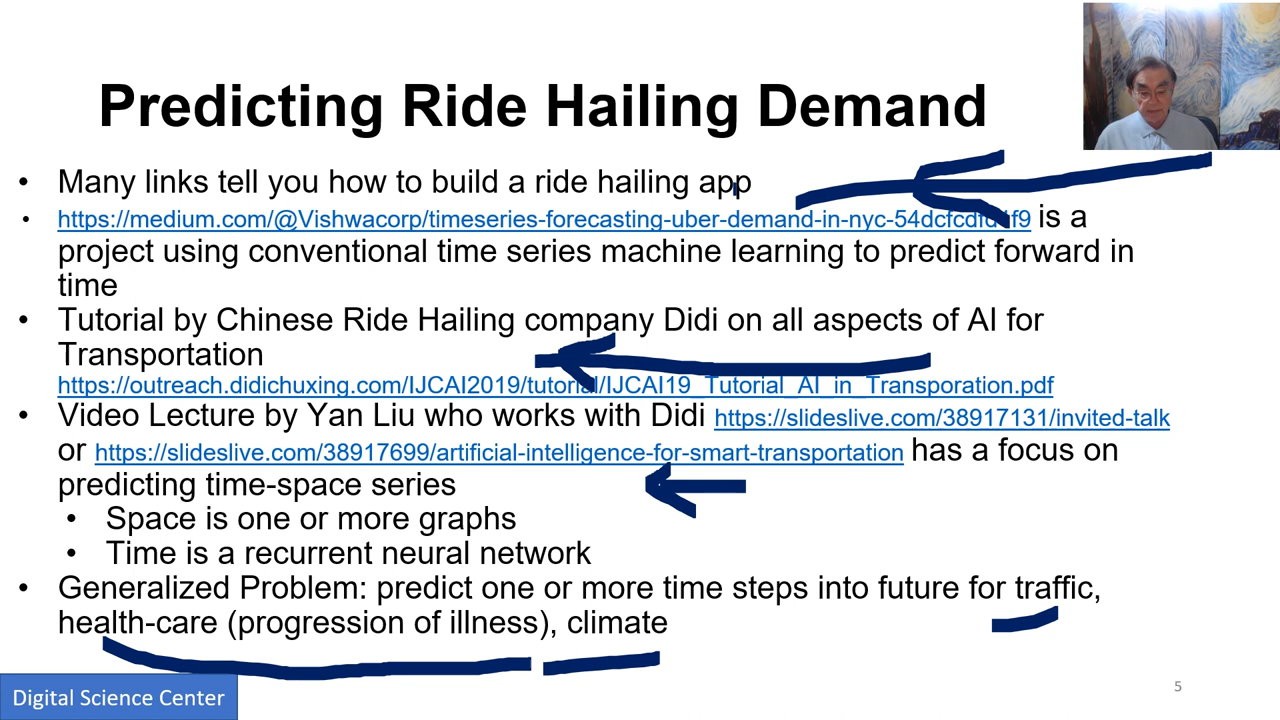 Predicting Ride Hailing Demand
• Many links tell you how to build a ride hailing app
• https://medium.com/@Vishwacorp/timeseries-forecasting-uber-demand-in-nyc- is a
project using conventional time series machine learning to predict forward in
time
• Tutorial by Chinese Ride Hailing company Didi on all aspects of AI for
Transportation
https://outreach.didichuxing.com/IJCAI2019/tutorial/IJCAI19_Tutorial_AI_in_Transporation.pdf
• Video Lecture by Yan Liu who works with Didi https://slideslive.com/38917131/invited-talk
or https://slideslive.com/38917699/artificial-intelligence-for-smart-transportation has a focus on
predicting time-space series
• Space is one or more graphs
• Time is a recurrent neural network
• Generalized Problem: predict one or more time steps into future for traffic,
health-care (progression of illness), climate
Digital Science Center
5